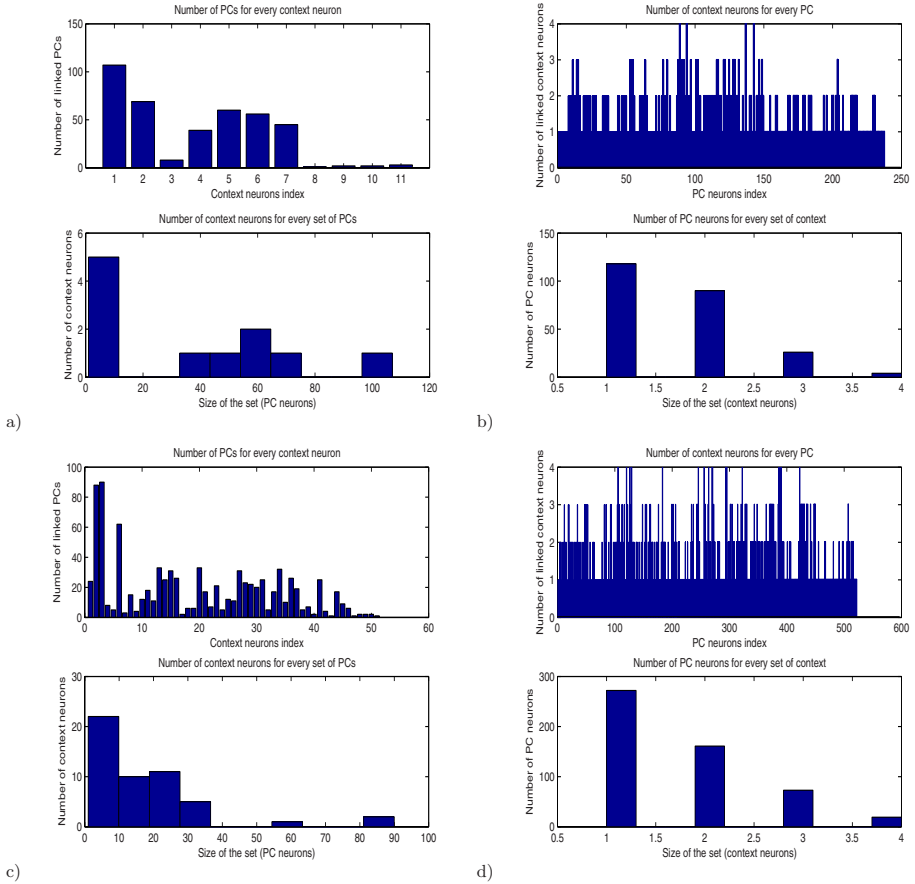 Number of PCs for every context neuron
Number of linked PCs
150
100
50
0
1 2 3 4 5 6 7 8 9 10 11
Context neurons index
Number of context neurons for every set of PCs
Number of context neurons
6
4
2
0
0 20 40 60 80 100 120
Size of the set (PC neurons)
a)
Number of context neurons for every PC
Number of linked context neurons
4
3
2
1
0
0 50 100 150 200 250
PC neurons index
Number of PC neurons for every set of context
Number of PC neurons
150
100
50
0
0.5 1 1.5 2 2.5 3 3.5 4
Size of the set (context neurons)
b)
Number of PCs for every context neuron
Number of linked PCs
100
80
60
40
20
0
0 10 20 30 40 50 60
Context neurons index
Number of context neurons for every set of PCs
Number of context neurons
30
20
10
0
0 10 20 30 40 50 60 70 80 90 100
Size of the set (PC neurons)
c)
Number of context neurons for every PC
Number of linked context neurons
4
3
2
1
0
0 100 200 300 400 500 600
PC neurons index
Number of PC neurons for every set of context
Number of PC neurons
300
200
100
0
0.5 1 1.5 2 2.5 3 3.5 4
Size of the set (context neurons)
d)